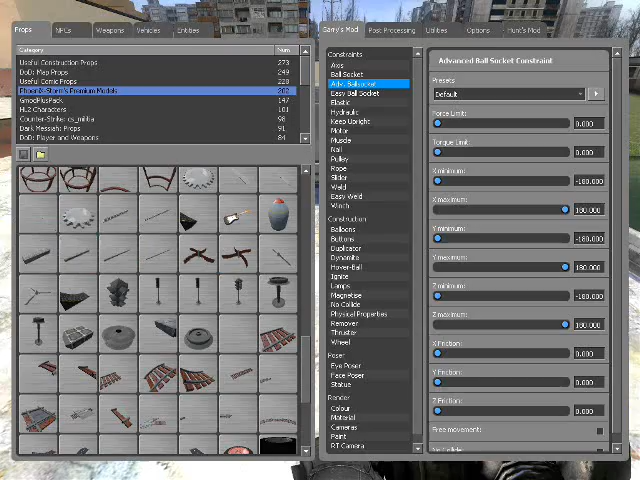 Props
NPCs
Weapons
Vehicles
Entities
Category
Num
Useful Construction Props 273
DoD: Map Props 249
Useful Comic Props 228
PhoeniX-Storm's Premium Models 202
GmodPlusPack 147
HL2 Characters 101
Counter-Strike: cs_militia 98
Dark Messiah: Props 91
DoD: Player and Weapons 84
Garry's Mod
Post Processing
Utilities
Options
Hunt's Mod
Constraints
Axis
Ball Socket
Adv. Ballsocket
Easy Ball Socket
Elastic
Hydraulic
Keep Upright
Motor
Muscle
Nail
Pulley
Rope
Slider
Weld
Easy Weld
Winch
Construction
Balloons
Buttons
Duplicator
Dynamite
Hover-Ball
Ignite
Lamps
Magnetise
No Collide
Physical Properties
Remover
Thruster
Wheel
Poser
Eye Poser
Face Poser
Statue
Render
Colour
Material
Cameras
Paint
RT Camera
Advanced Ball Socket Constraint
Presets
Default
Force Limit:
0.000
Torque Limit:
0.000
X minimum:
-180.000
X maximum:
180.000
Y minimum:
-180.000
Y maximum:
180.000
Z minimum:
-180.000
Z maximum:
180.000
X Friction:
0.000
Y Friction:
0.000
Z Friction:
0.000
Free movement:
No Collide